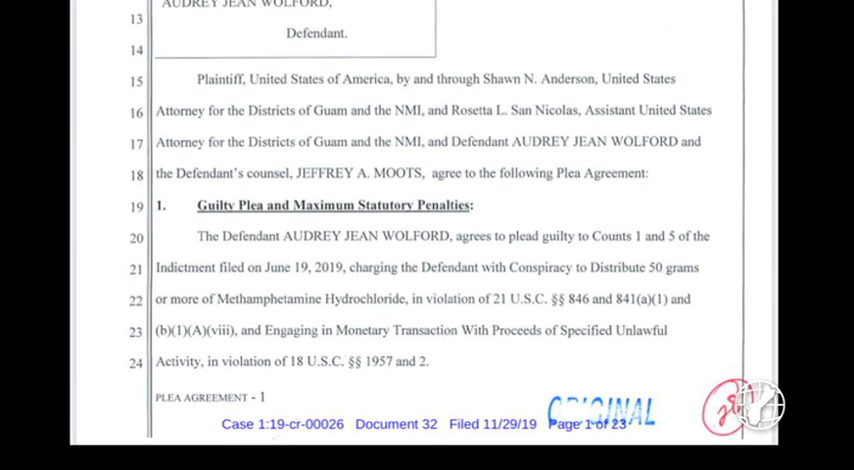 AUDREY JEAN WOLFORD,
13
Defendant.
14
15 Plaintiff, United States of America, by and through Shawn N. Anderson, United States
16 Attorney for the Districts of Guam and the NMI, and Rosetta L. San Nicolas, Assistant United States
17 Attorney for the Districts of Guam and the NMI, and Defendant AUDREY JEAN WOLFORD and
18 the Defendant's counsel, JEFFREY A. MOOTS, agree to the following Plea Agreement:
19 1. Guilty Plea and Maximum Statutory Penalties:
20 The Defendant AUDREY JEAN WOLFORD, agrees to plead guilty to Counts 1 and 5 of the
21 Indictment filed on June 19, 2019, charging the Defendant with Conspiracy to Distribute 50 grams
22 or more of Methamphetamine Hydrochloride, in violation of 21 U.S.C. §§ 846 and 841(a)(1) and
23 (b)(1)(A)(viii), and Engaging in Monetary Transaction With Proceeds of Specified Unlawful
24 Activity, in violation of 18 U.S.C. §§ 1957 and 2.
PLEA AGREEMENT - 1
ORIGINAL
Case 1:19-cr-00026 Document 32 Filed 11/29/19 Page 1 of 23